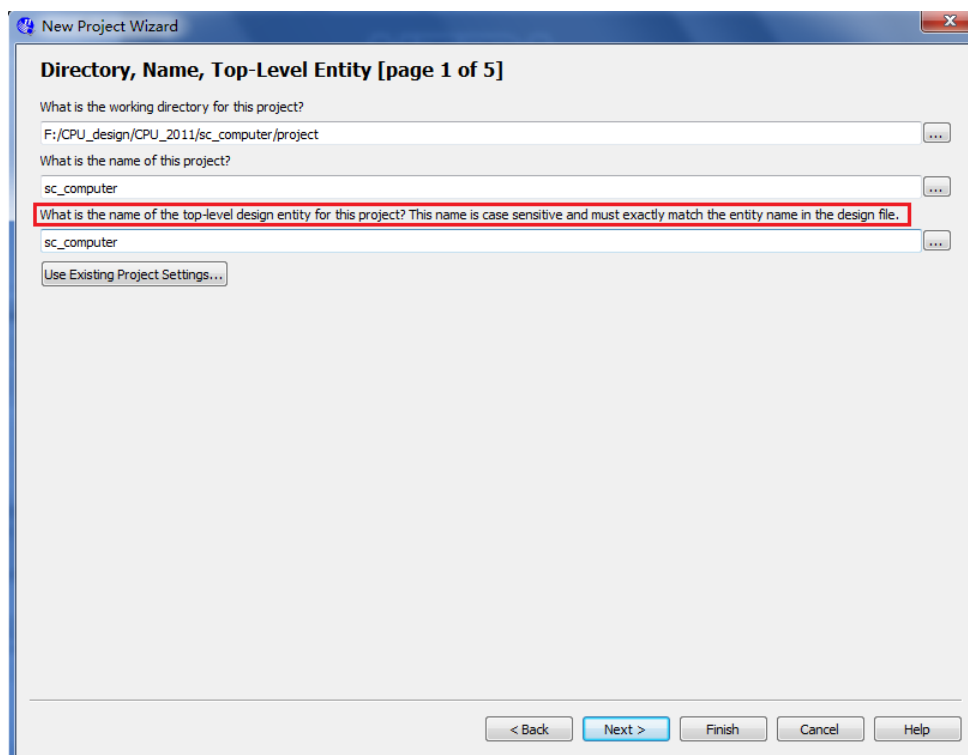 New Project Wizard
Directory, Name, Top-Level Entity [page 1 of 5]
What is the working directory for this project?
F:/CPU_design/CPU_2011/sc_computer/project
...
What is the name of this project?
sc_computer
...
What is the name of the top-level design entity for this project? This name is case sensitive and must exactly match the entity name in the design file.
sc_computer
...
Use Existing Project Settings...
< Back
Next >
Finish
Cancel
Help